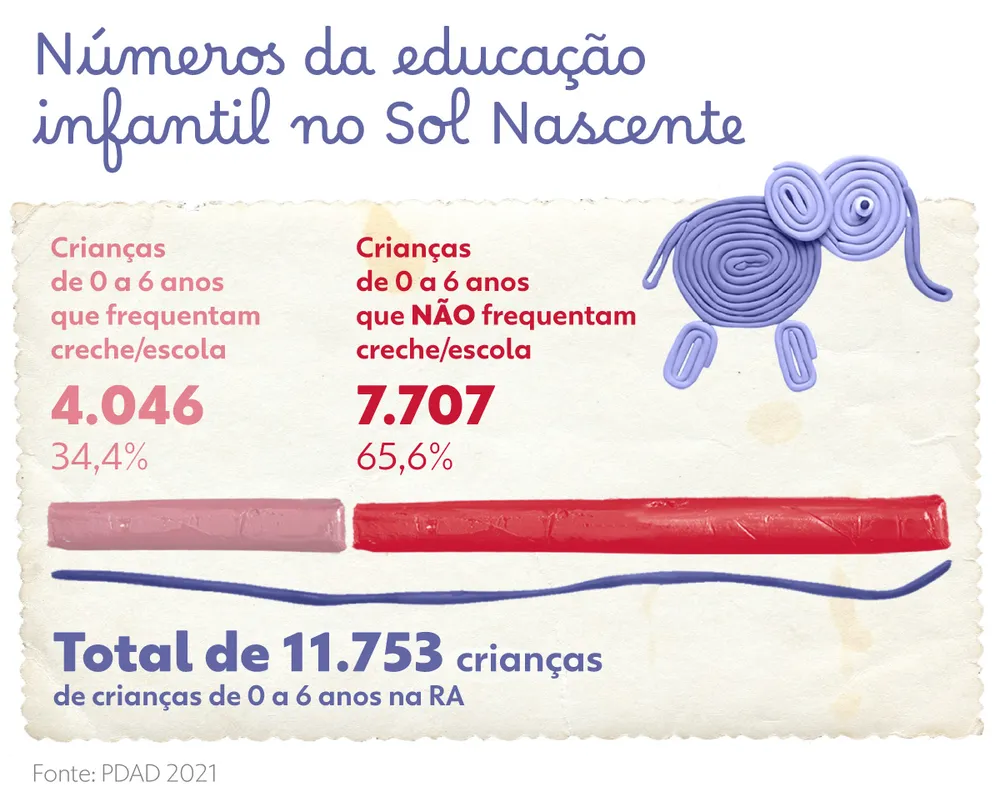 Números da educação
infantil no Sol Nascente
Crianças
de 0 a 6 anos
que frequentam
creche/escola
4.046
34,4%
Crianças
de 0 a 6 anos
que NÃO frequentam
creche/escola
7.707
65,6%
Total de 11.753 crianças
de crianças de 0 a 6 anos na RA
Fonte: PDAD 2021